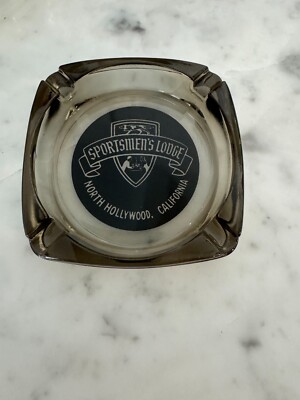 SPORTSMEN'S LODGE
NORTH HOLLYWOOD, CALIFORNIA